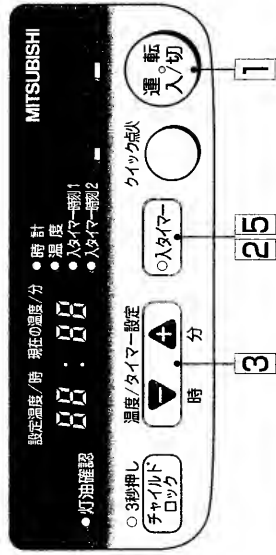 設定温度/時 現在の温度/分
88:88
●灯油確認
●時計
●温度
●入タイマー時刻1
●入タイマー時刻2
MITSUBISHI
○3秒押し
チャイルド
ロック
温度/タイマー設定
− +
時 分
○入タイマー
クイック点火
運転
入/切
3
2 5
1